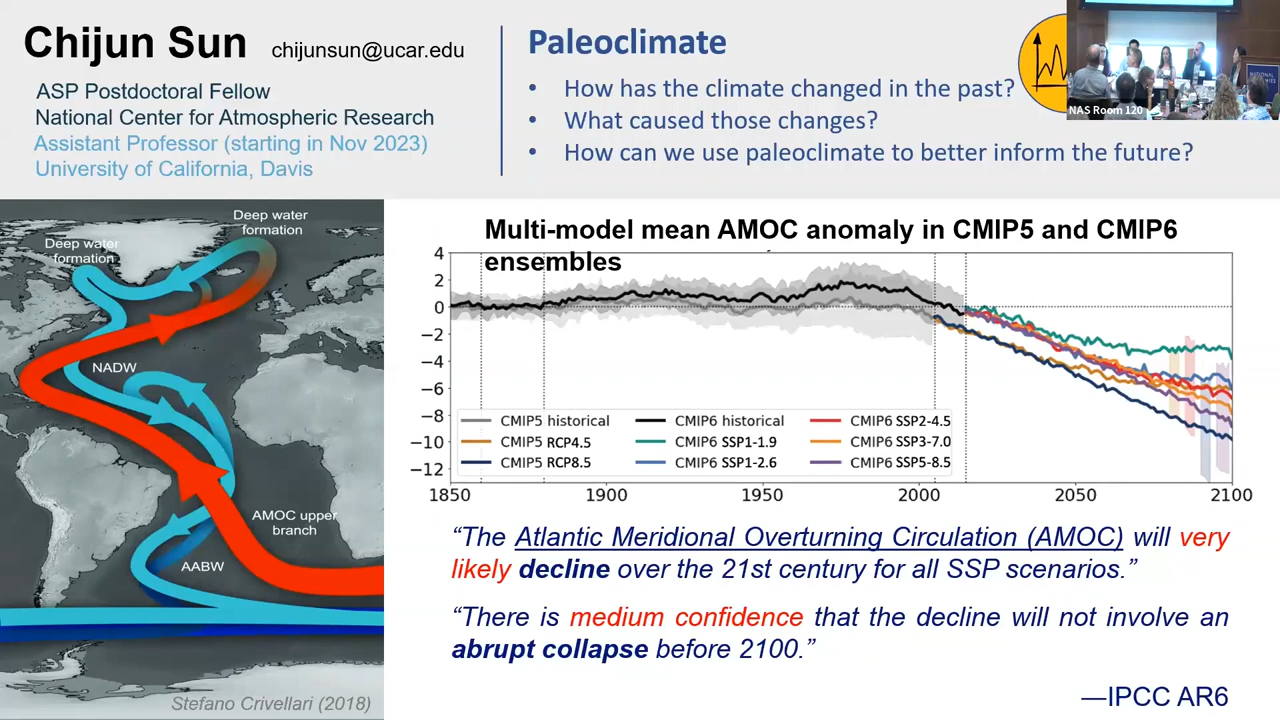 Chijun Sun chijunsun@ucar.edu
ASP Postdoctoral Fellow
National Center for Atmospheric Research
Assistant Professor (starting in Nov 2023)
University of California, Davis
Paleoclimate
• How has the climate changed in the past?
• What caused those changes?
• How can we use paleoclimate to better inform the future?
NAS Room 120
Deep water
formation
Deep water
formation
NADW
AMOC upper
branch
AABW
Stefano Crivellari (2018)
Multi-model mean AMOC anomaly in CMIP5 and CMIP6
ensembles
4
2
0
−2
−4
−6
−8
−10
−12
CMIP5 historical
CMIP5 RCP4.5
CMIP5 RCP8.5
CMIP6 historical
CMIP6 SSP1-1.9
CMIP6 SSP1-2.6
CMIP6 SSP2-4.5
CMIP6 SSP3-7.0
CMIP6 SSP5-8.5
1850 1900 1950 2000 2050 2100
“The Atlantic Meridional Overturning Circulation (AMOC) will very
likely decline over the 21st century for all SSP scenarios.”
“There is medium confidence that the decline will not involve an
abrupt collapse before 2100.”
—IPCC AR6